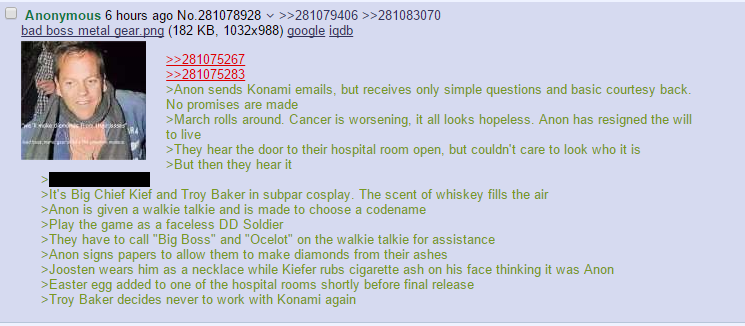 Anonymous 6 hours ago No.281078928 >>281079406 >>281083070
bad boss metal gear.png (182 KB, 1032x988) google iqdb
>>281075267
>>281075283
>Anon sends Konami emails, but receives only simple questions and basic courtesy back.
No promises are made
>March rolls around. Cancer is worsening, it all looks hopeless. Anon has resigned the will
to live
>They hear the door to their hospital room open, but couldn't care to look who it is
>But then they hear it
"we'll make diamonds from their ashes"
>
>It's Big Chief Kief and Troy Baker in subpar cosplay. The scent of whiskey fills the air
>Anon is given a walkie talkie and is made to choose a codename
>Play the game as a faceless DD Soldier
>They have to call "Big Boss" and "Ocelot" on the walkie talkie for assistance
>Anon signs papers to allow them to make diamonds from their ashes
>Joosten wears him as a necklace while Kiefer rubs cigarette ash on his face thinking it was Anon
>Easter egg added to one of the hospital rooms shortly before final release
>Troy Baker decides never to work with Konami again